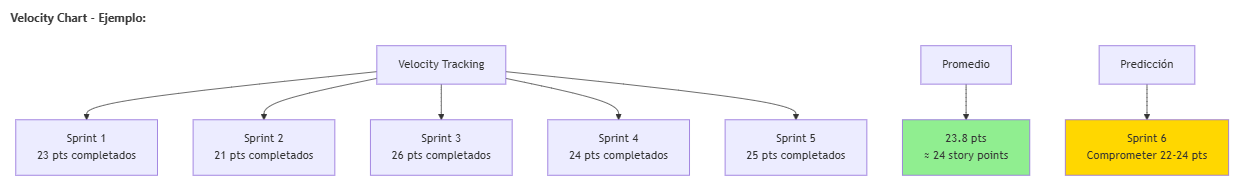 Velocity Chart - Ejemplo:
Velocity Tracking
Promedio
Predicción
Sprint 1
23 pts completados
Sprint 2
21 pts completados
Sprint 3
26 pts completados
Sprint 4
24 pts completados
Sprint 5
25 pts completados
23.8 pts
≈ 24 story points
Sprint 6
Comprometer 22-24 pts